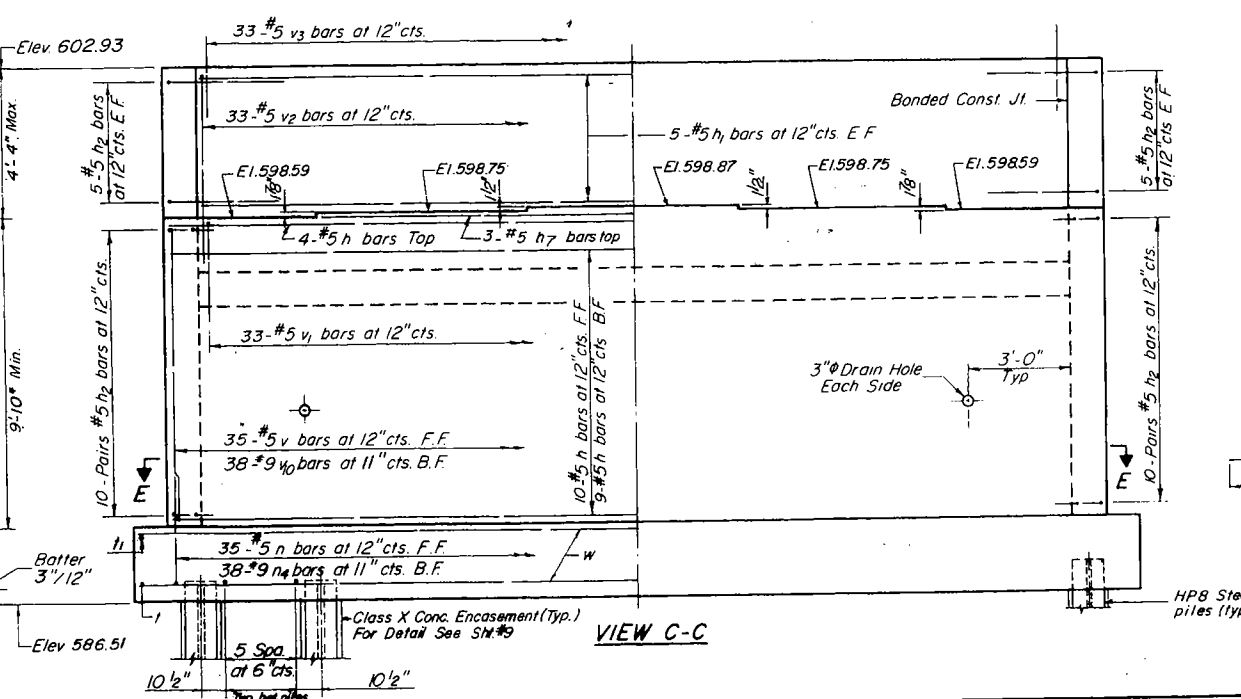 33-#5 v3 bars at 12"cts.
Elev. 602.93
4'-4" Max.
5-#5 h2 bars
at 12"cts. E F
33-#5 v2 bars at 12"cts.
5-#5 h1 bars at 12"cts. E F
Bonded Const. Jt.
5-#5 h2 bars
at 12"cts. E F
El.598.59
1⅞"
El.598.75
1½"
El.598.87
1½"
El.598.75
1⅞"
El.598.59
4-#5 h bars Top
3-#5 h7 bars top
9'-10" Min.
10-Pairs #5 h2 bars at 12"cts.
33-#5 v1 bars at 12"cts.
10-#5 h bars at 12"cts. F F
9-#5 h bars at 12"cts B.F
3"Φ Drain Hole
Each Side
3'-0"
Typ
10-Pairs #5 h2 bars at 12"cts.
35-#5 v bars at 12"cts. F.F.
38-#9 v10 bars at 11"cts. B.F.
E
E
t1
35-#5 n bars at 12"cts. F.F.
38-#9 n4 bars at 11"cts. B.F.
w
Batter
3"/12"
t
Class X Conc. Encasement (Typ.)
For Detail See Sht.#9
VIEW C-C
HP8 Ste
piles (typ
Elev 586.51
5 Spa.
at 6"cts.
10½"
10½"